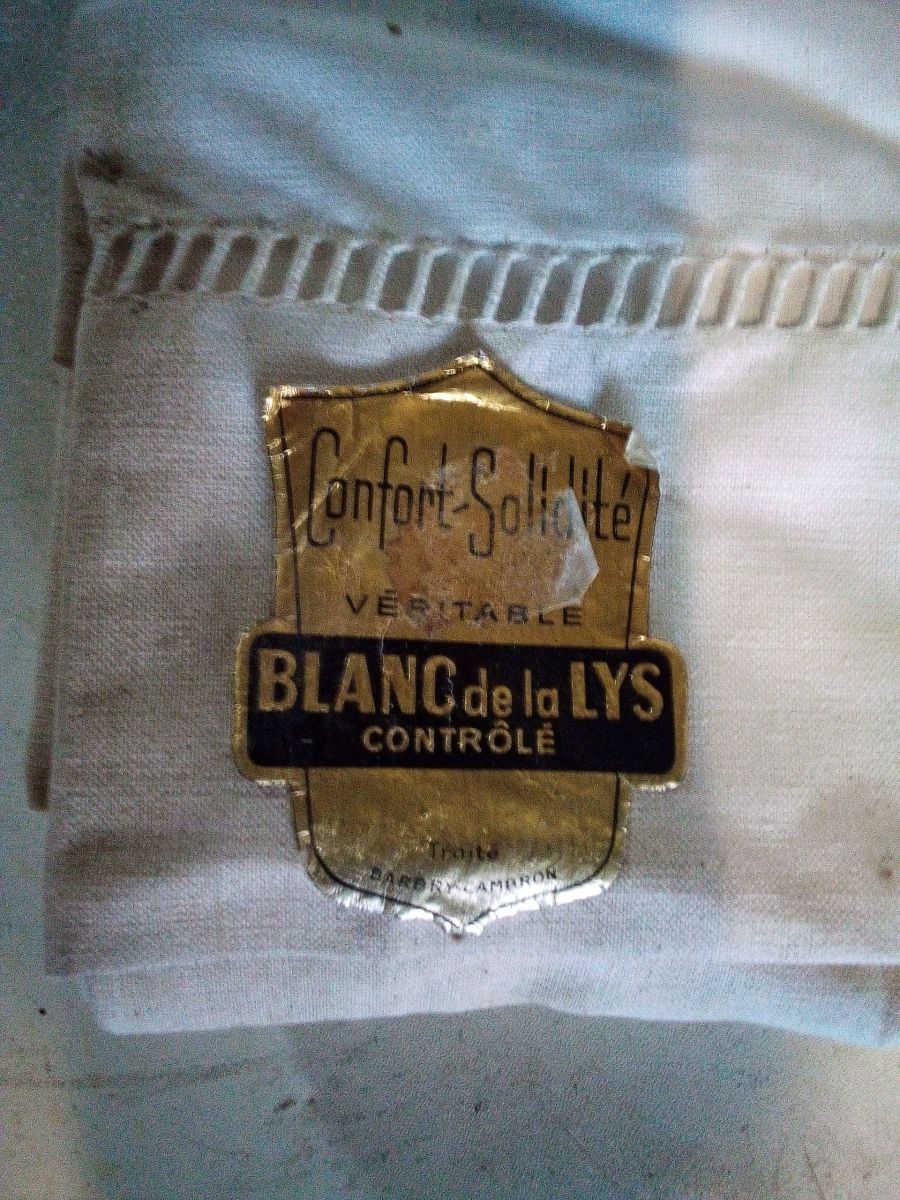 Confort-Solidité
VÉRITABLE
BLANC de la LYS
CONTRÔLÉ
Traité
BARBRY-CAMBRON